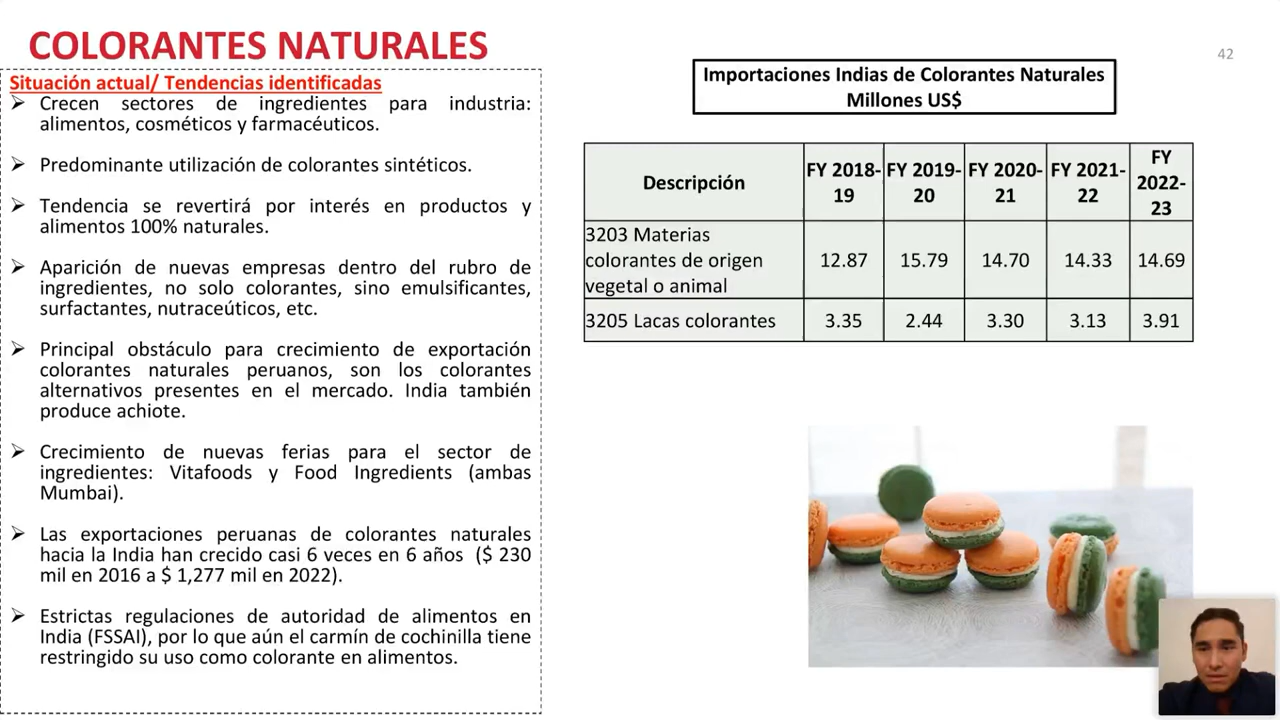 COLORANTES NATURALES
42
Situación actual/ Tendencias identificadas
➢ Crecen sectores de ingredientes para industria:
alimentos, cosméticos y farmacéuticos.
➢ Predominante utilización de colorantes sintéticos.
➢ Tendencia se revertirá por interés en productos y
alimentos 100% naturales.
➢ Aparición de nuevas empresas dentro del rubro de
ingredientes, no solo colorantes, sino emulsificantes,
surfactantes, nutraceúticos, etc.
➢ Principal obstáculo para crecimiento de exportación
colorantes naturales peruanos, son los colorantes
alternativos presentes en el mercado. India también
produce achiote.
➢ Crecimiento de nuevas ferias para el sector de
ingredientes: Vitafoods y Food Ingredients (ambas
Mumbai).
➢ Las exportaciones peruanas de colorantes naturales
hacia la India han crecido casi 6 veces en 6 años ($ 230
mil en 2016 a $ 1,277 mil en 2022).
➢ Estrictas regulaciones de autoridad de alimentos en
India (FSSAI), por lo que aún el carmín de cochinilla tiene
restringido su uso como colorante en alimentos.
Importaciones Indias de Colorantes Naturales
Millones US$
Descripción FY 2018-19 FY 2019-20 FY 2020-21 FY 2021-22 FY 2022-23
3203 Materias
colorantes de origen 12.87 15.79 14.70 14.33 14.69
vegetal o animal
3205 Lacas colorantes 3.35 2.44 3.30 3.13 3.91